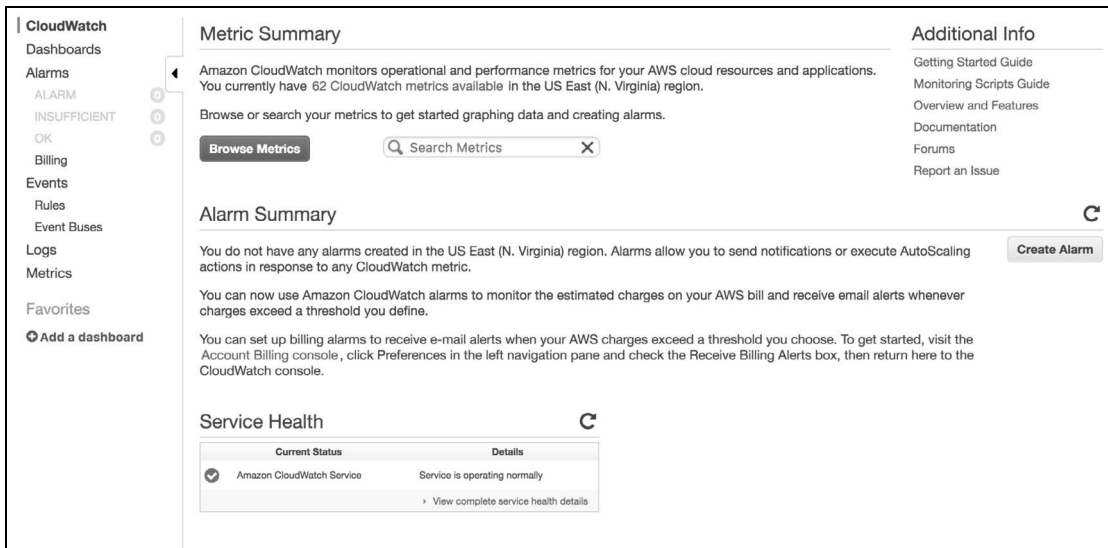 CloudWatch
Dashboards
Alarms
ALARM 0
INSUFFICIENT 0
OK 0
Billing
Events
Rules
Event Buses
Logs
Metrics
Favorites
Add a dashboard
Metric Summary
Amazon CloudWatch monitors operational and performance metrics for your AWS cloud resources and applications.
You currently have 62 CloudWatch metrics available in the US East (N. Virginia) region.
Browse or search your metrics to get started graphing data and creating alarms.
Browse Metrics
Search Metrics
Additional Info
Getting Started Guide
Monitoring Scripts Guide
Overview and Features
Documentation
Forums
Report an Issue
Alarm Summary
You do not have any alarms created in the US East (N. Virginia) region. Alarms allow you to send notifications or execute AutoScaling
actions in response to any CloudWatch metric.
Create Alarm
You can now use Amazon CloudWatch alarms to monitor the estimated charges on your AWS bill and receive email alerts whenever
charges exceed a threshold you define.
You can set up billing alarms to receive e-mail alerts when your AWS charges exceed a threshold you choose. To get started, visit the
Account Billing console, click Preferences in the left navigation pane and check the Receive Billing Alerts box, then return here to the
CloudWatch console.
Service Health
Current Status Details
Amazon CloudWatch Service Service is operating normally
› View complete service health details